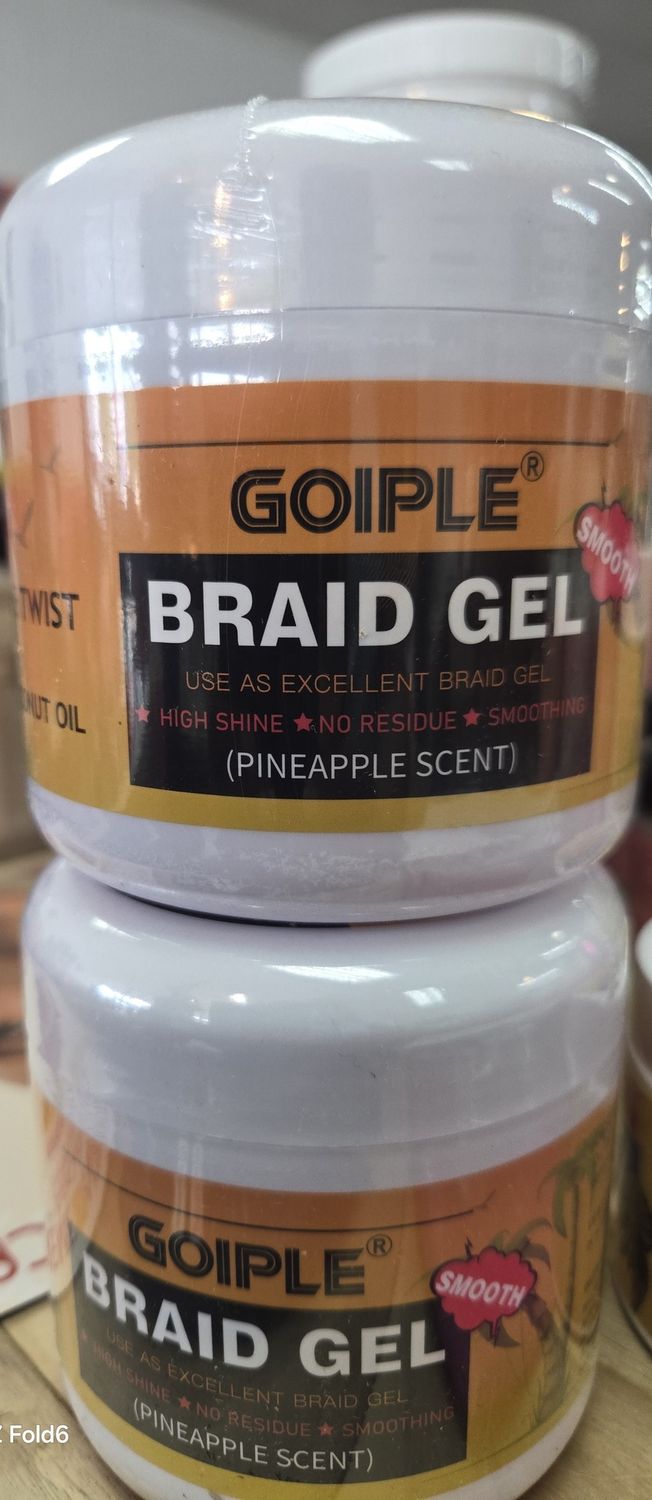 GOIPLE®
SMOOTH
BRAID GEL
TWIST
USE AS EXCELLENT BRAID GEL
OIL
★ HIGH SHINE ★ NO RESIDUE ★ SMOOTHING
(PINEAPPLE SCENT)
GOIPLE®
SMOOTH
BRAID GEL
USE AS EXCELLENT BRAID GEL
HIGH SHINE ★ NO RESIDUE ★ SMOOTHING
(PINEAPPLE SCENT)
Z Fold6